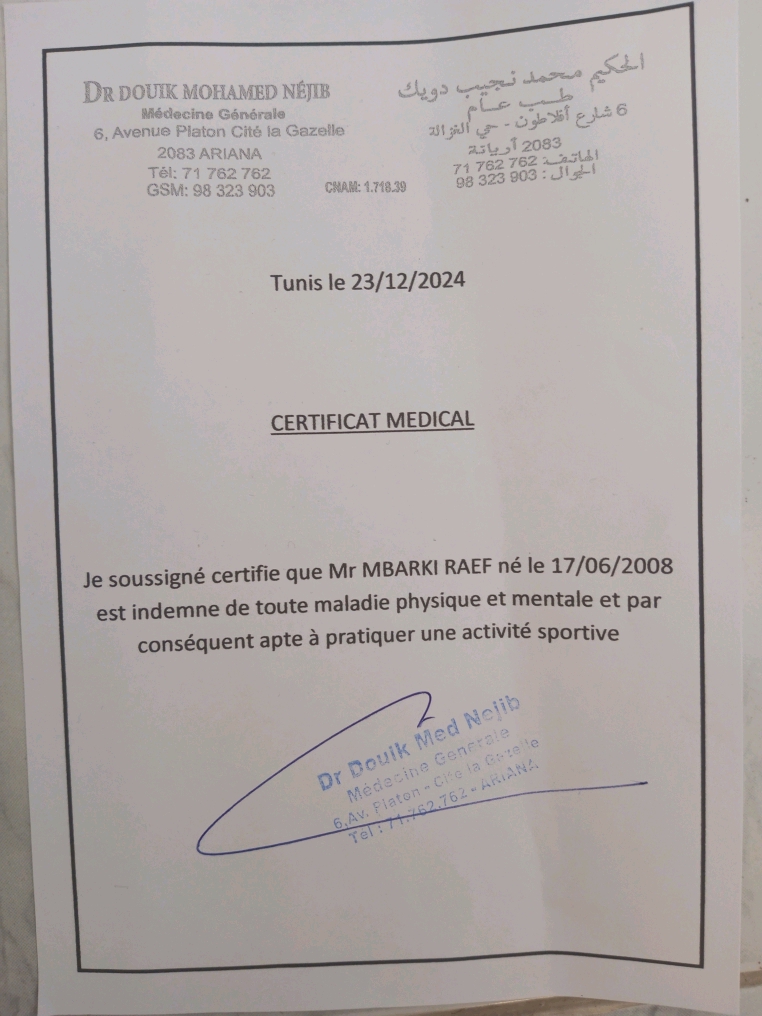 DR DOUIK MOHAMED NÉJIB
Médecine Générale
6, Avenue Platon Cité la Gazelle
2083 ARIANA
Tél: 71 762 762
GSM: 98 323 903
CNAM: 1.718.39
الحكيم محمد نجيب دويك
طب عام
6 شارع أفلاطون - حي الغزالة
2083 أريانة
الهاتف: 762 762 71
الجوال: 903 323 98
Tunis le 23/12/2024
CERTIFICAT MEDICAL
Je soussigné certifie que Mr MBARKI RAEF né le 17/06/2008
est indemne de toute maladie physique et mentale et par
conséquent apte à pratiquer une activité sportive
Dr Douik Med Nejib
Médecine Générale
6,Av. Platon - Cité la Gazelle
Tel : 71.762.762 - ARIANA